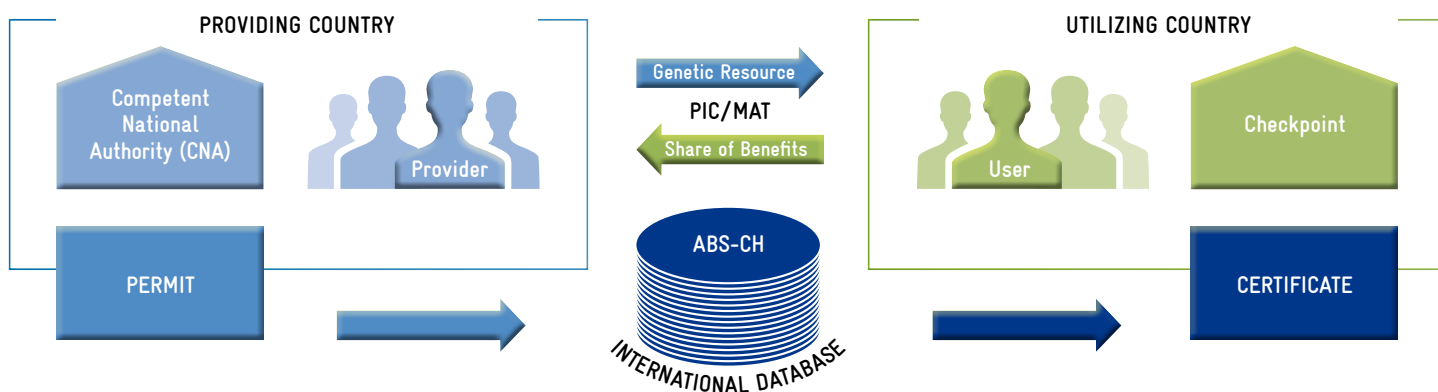 PROVIDING COUNTRY
UTILIZING COUNTRY
Competent
National
Authority (CNA)
Provider
Genetic Resource
PIC/MAT
Share of Benefits
User
Checkpoint
PERMIT
ABS-CH
INTERNATIONAL DATABASE
CERTIFICATE